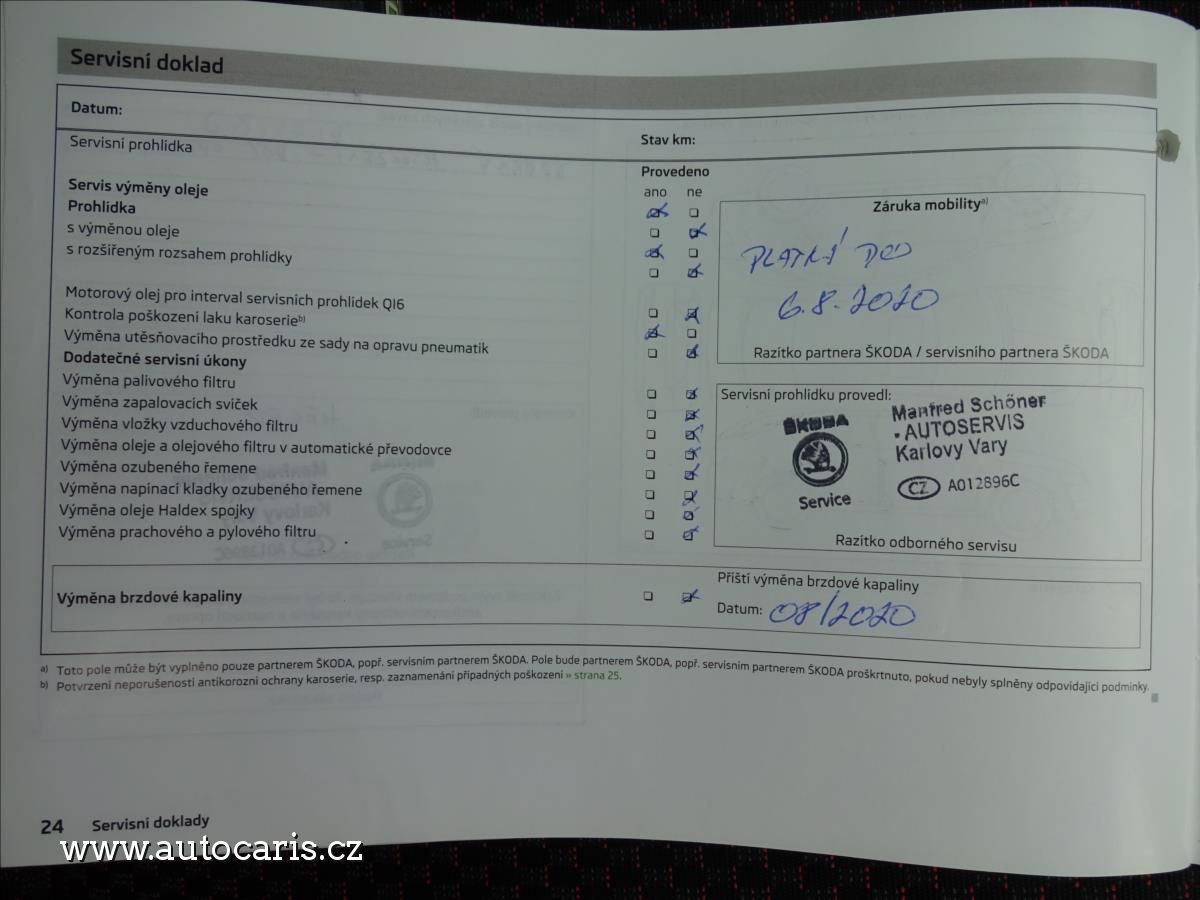 Servisní doklad
Datum:
Stav km:
Servisní prohlídka
Provedeno
ano ne
Servis výměny oleje
Prohlídka
s výměnou oleje
s rozšířeným rozsahem prohlídky
Motorový olej pro interval servisních prohlídek QI6
Kontrola poškození laku karoserie b)
Výměna utěsňovacího prostředku ze sady na opravu pneumatik
Dodatečné servisní úkony
Výměna palivového filtru
Výměna zapalovacích svíček
Výměna vložky vzduchového filtru
Výměna oleje a olejového filtru v automatické převodovce
Výměna ozubeného řemene
Výměna napínací kladky ozubeného řemene
Výměna oleje Haldex spojky
Výměna prachového a pylového filtru
Záruka mobility a)
PLATNÁ DO
6.8.2020
Razítko partnera ŠKODA / servisního partnera ŠKODA
Servisní prohlídku provedl:
ŠKODA
Service
Manfred Schöner
• AUTOSERVIS
Karlovy Vary
CZ A012896C
Razítko odborného servisu
Výměna brzdové kapaliny
Příští výměna brzdové kapaliny
Datum: 08/2020
a) Toto pole může být vyplněno pouze partnerem ŠKODA, popř. servisním partnerem ŠKODA. Pole bude partnerem ŠKODA, popř. servisním partnerem ŠKODA proškrtnuto, pokud nebyly splněny odpovídající podmínky.
b) Potvrzení neporušenosti antikorozní ochrany karoserie, resp. zaznamenání případných poškození » strana 25.
24 Servisní doklady
www.autocaris.cz